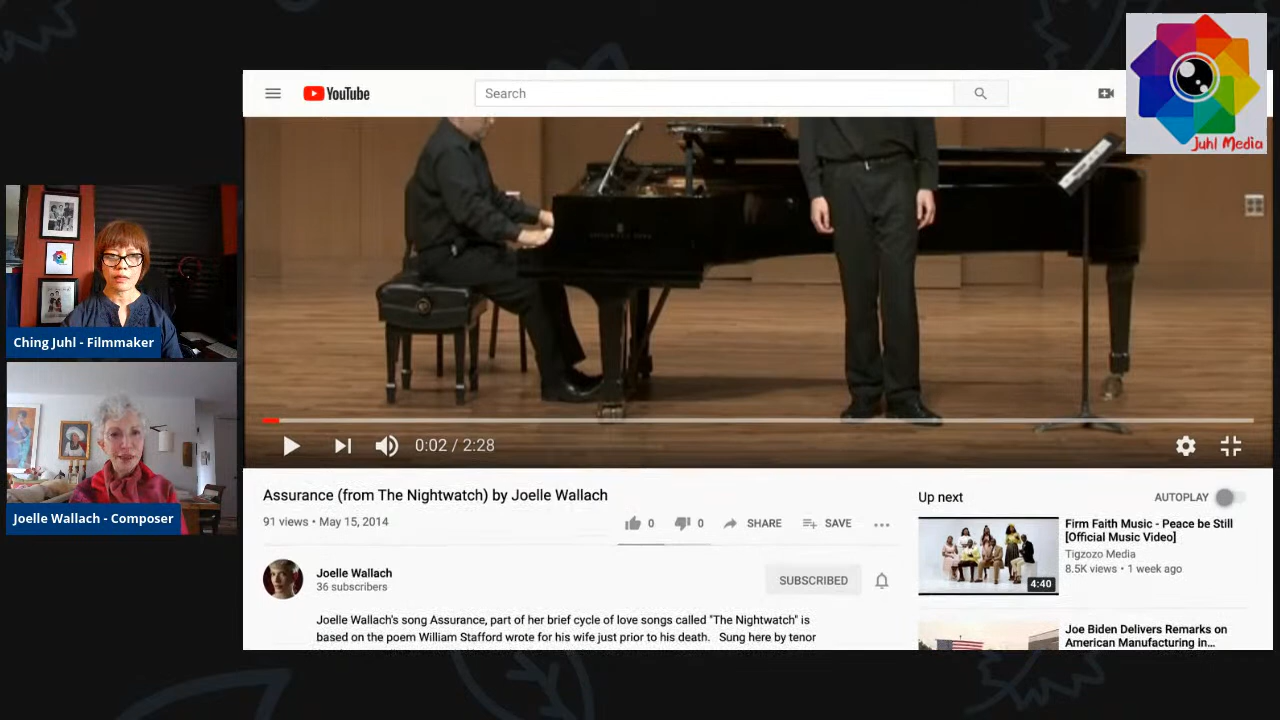 Juhl Media
YouTube
Search
0:02 / 2:28
Assurance (from The Nightwatch) by Joelle Wallach
91 views • May 15, 2014
0
0
SHARE
SAVE
Joelle Wallach
36 subscribers
SUBSCRIBED
Joelle Wallach's song Assurance, part of her brief cycle of love songs called "The Nightwatch" is
based on the poem William Stafford wrote for his wife just prior to his death. Sung here by tenor
Up next
AUTOPLAY
Firm Faith Music - Peace be Still
[Official Music Video]
Tigzozo Media
8.5K views • 1 week ago
4:40
Joe Biden Delivers Remarks on
American Manufacturing in...
Ching Juhl - Filmmaker
Joelle Wallach - Composer